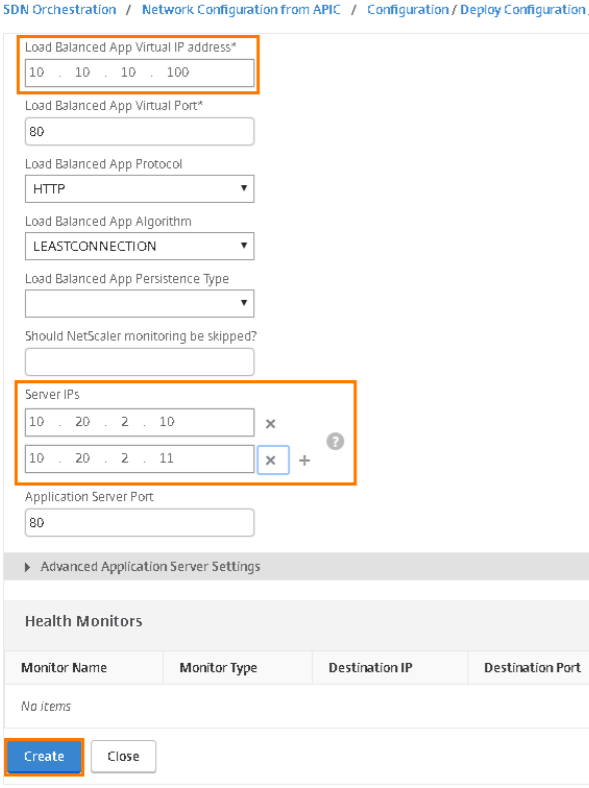 SDN Orchestration / Network Configuration from APIC / Configuration / Deploy Configuration /
Load Balanced App Virtual IP address*
10 . 10 . 10 . 100
Load Balanced App Virtual Port*
80
Load Balanced App Protocol
HTTP
Load Balanced App Algorithm
LEASTCONNECTION
Load Balanced App Persistence Type
Should NetScaler monitoring be skipped?
Server IPs
10 . 20 . 2 . 10 ×
?
10 . 20 . 2 . 11 × +
Application Server Port
80
Advanced Application Server Settings
Health Monitors
Monitor Name Monitor Type Destination IP Destination Port
No items
Create Close